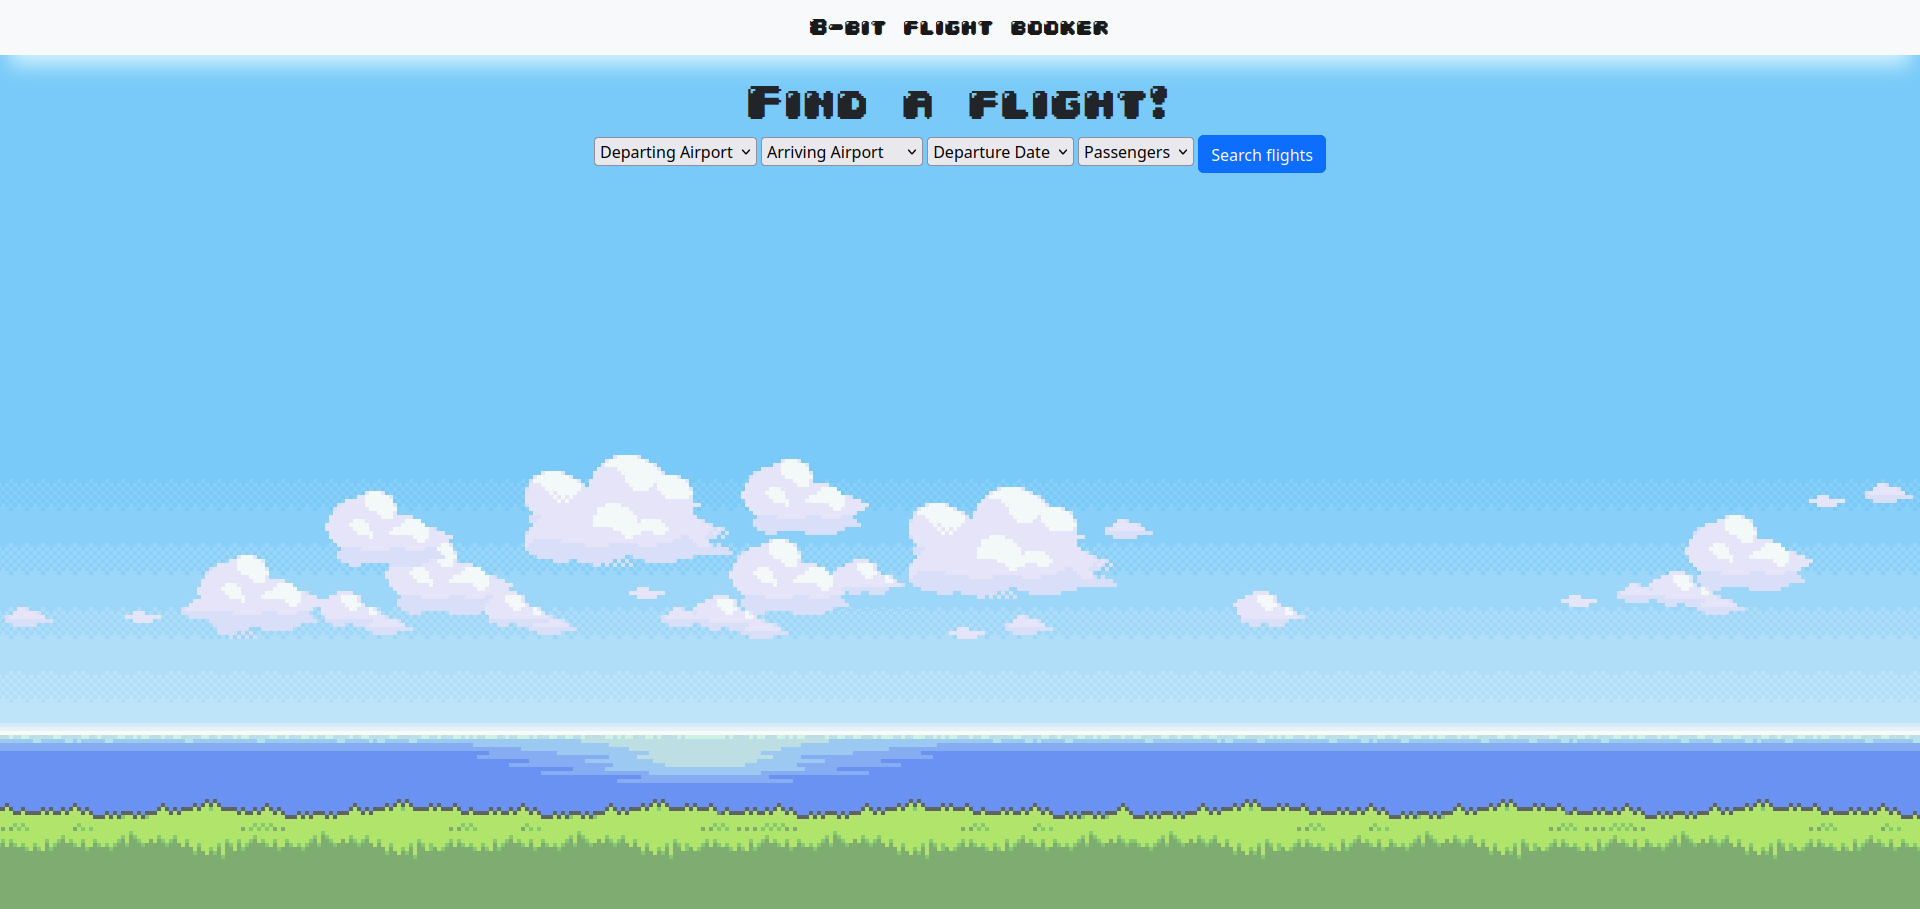 8-bit flight booker
Find a flight!
Departing Airport Arriving Airport Departure Date Passengers Search flights